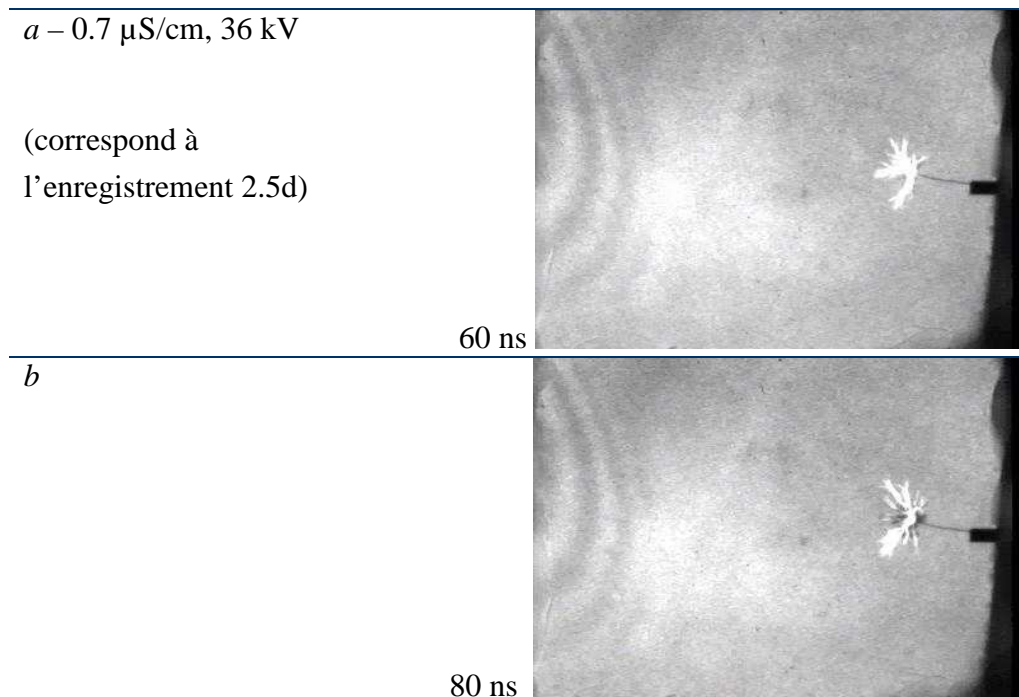 a – 0.7 µS/cm, 36 kV
(correspond à
l’enregistrement 2.5d)
60 ns
b
80 ns